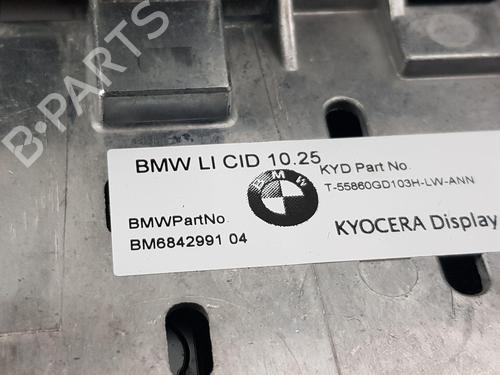 B-PARTS
BMW LI CID 10.25
KYD Part No.
T-55860GD103H-LW-ANN
BMW
BMWPartNo.
BM6842991 04
KYOCERA Display